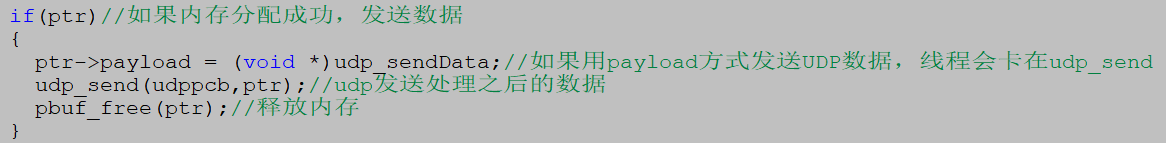 if(ptr)//如果内存分配成功，发送数据
{
ptr->payload = (void *)udp_sendData;//如果用payload方式发送UDP数据，线程会卡在udp_send
udp_send(udppcb,ptr);//udp发送处理之后的数据
pbuf_free(ptr);//释放内存
}